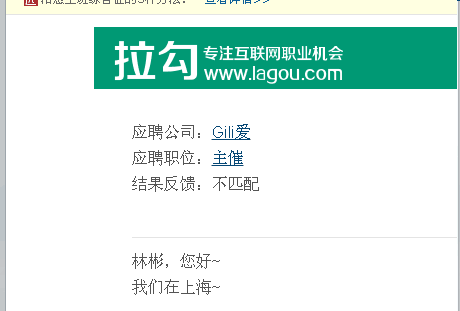 查看详情>>
拉勾 专注互联网职业机会
www.lagou.com
应聘公司：Gili爱
应聘职位：主催
结果反馈：不匹配
林彬，您好~
我们在上海~